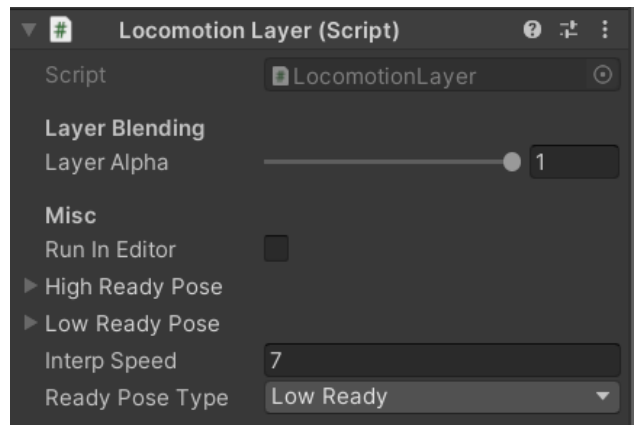 # Locomotion Layer (Script)
Script LocomotionLayer
Layer Blending
Layer Alpha 1
Misc
Run In Editor
High Ready Pose
Low Ready Pose
Interp Speed 7
Ready Pose Type Low Ready